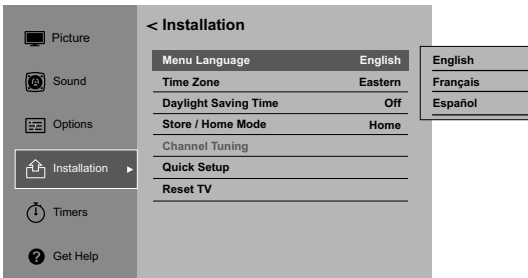 Picture
Sound
Options
Installation
Timers
Get Help
< Installation
Menu Language English
Time Zone Eastern
Daylight Saving Time Off
Store / Home Mode Home
Channel Tuning
Quick Setup
Reset TV
English
Français
Español